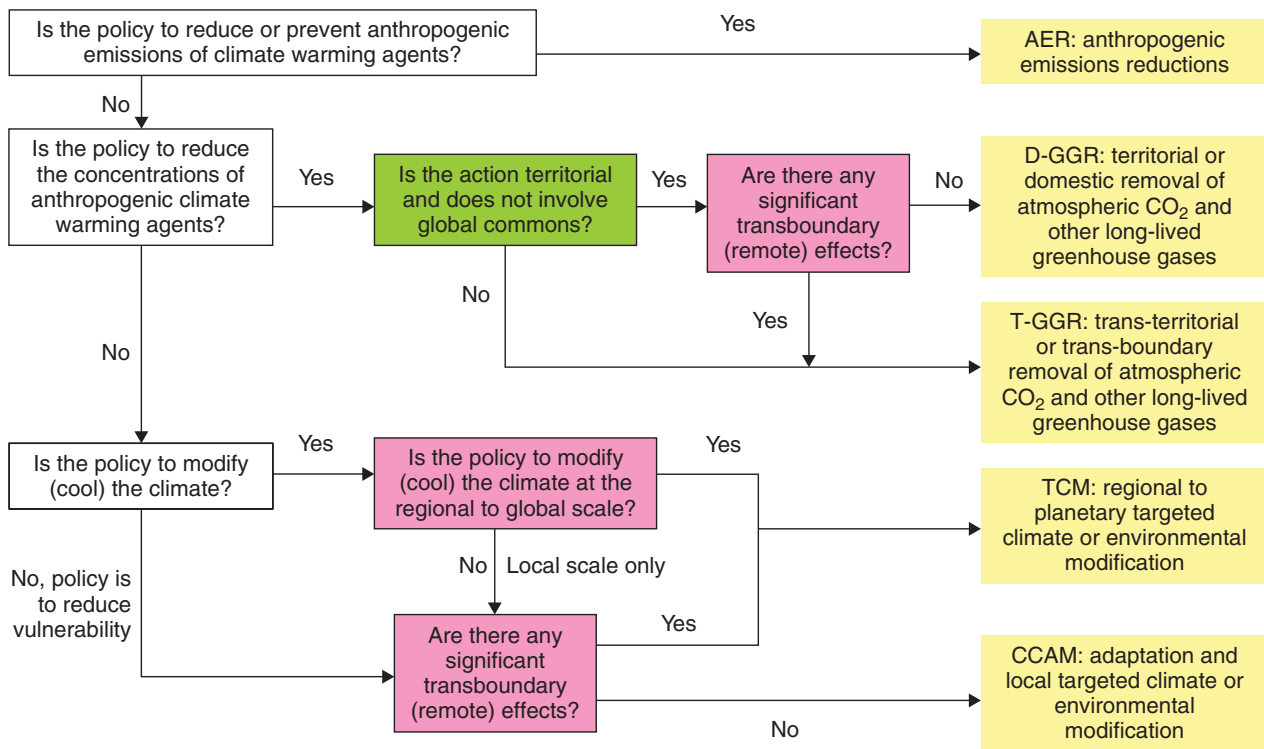 Is the policy to reduce or prevent anthropogenic
emissions of climate warming agents?
Yes
AER: anthropogenic
emissions reductions
No
Is the policy to reduce
the concentrations of
anthropogenic climate
warming agents?
Yes
Is the action territorial
and does not involve
global commons?
Yes
Are there any
significant
transboundary
(remote) effects?
No
D-GGR: territorial or
domestic removal of
atmospheric CO2 and
other long-lived
greenhouse gases
No
Yes
T-GGR: trans-territorial
or trans-boundary
removal of atmospheric
CO2 and other long-lived
greenhouse gases
No
Is the policy to modify
(cool) the climate?
Yes
Is the policy to modify
(cool) the climate at the
regional to global scale?
Yes
TCM: regional to
planetary targeted
climate or environmental
modification
No Local scale only
No, policy is
to reduce
vulnerability
Are there any
significant
transboundary
(remote) effects?
Yes
No
CCAM: adaptation and
local targeted climate or
environmental
modification